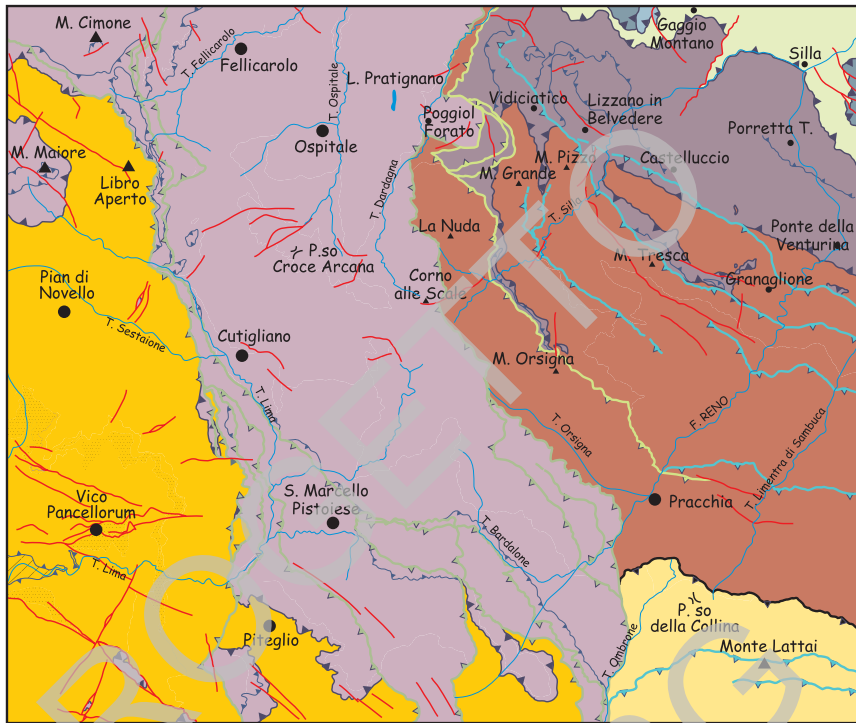 M. Cimone
T. Fellicarolo
Fellicarolo
Gaggio
Montano
Silla
T. Ospitale
L. Pratignano
Poggiol
Forato
Vidiciatico
Lizzano in
Belvedere
Porretta T.
Ospitale
M. Maiore
Libro
Aperto
M. Pizza
M. Grande
Castelluccio
T. Dardagna
T. Silla
La Nuda
Ponte della
Venturina
P.so
Croce Arcana
M. Tresca
Granaglione
Corno
alle Scale
Pian di
Novello
T. Sestaione
Cutigliano
M. Orsigna
T. Lima
T. Orsigna
F. RENO
T. Limentra di Sambuca
Vico
Pancellorum
S. Marcello
Pistoiese
Pracchia
T. Bardalone
T. Lima
P. so
della Collina
Piteglio
Monte Lattai
T. Ombrone